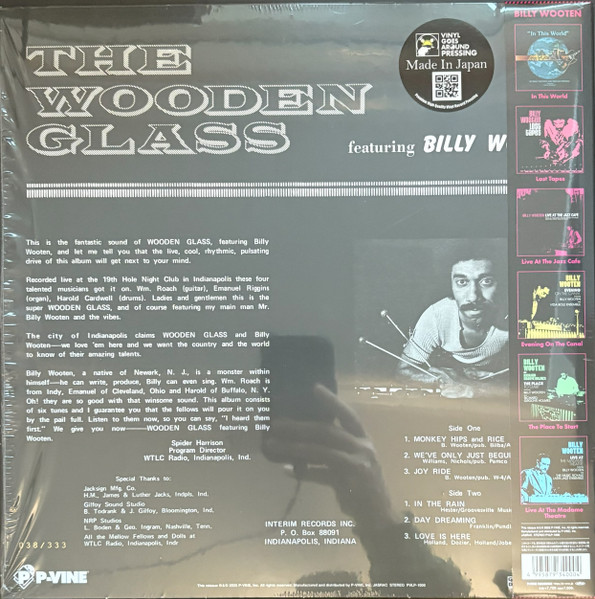 THE
WOODEN
GLASS
featuring BILLY W
VINYL
GOES
AROUND
PRESSING
Made In Japan
BILLY WOOTEN
"In This World"
In This World
Lost Tapes
Live At The Jazz Cafe
Evening On The Canal
The Place To Start
Live At The Madame
Theatre
This is the fantastic sound of WOODEN GLASS, featuring Billy
Wooten, and let me tell you that the live, cool, rhythmic, pulsating
drive of this album will get next to your mind.
Recorded live at the 19th Hole Night Club in Indianapolis these four
talented musicians got it on. Wm. Roach (guitar), Emanuel Riggins
(organ), Harold Cardwell (drums). Ladies and gentlemen this is the
super WOODEN GLASS, and of course featuring my main man Mr.
Billy Wooten and the vibes.
The city of Indianapolis claims WOODEN GLASS and Billy
Wooten—we love 'em here and we want the country and the world
to know of their amazing talents.
Billy Wooten, a native of Newark, N. J., is a monster within
himself—he can write, produce, Billy can even sing. Wm. Roach is
from Indy, Emanuel of Cleveland, Ohio and Harold of Buffalo, N. Y.
Oh! they are so good with that winsome sound. This album consists
of six tunes and I guarantee you that the fellows will pour it on you
by the pail full. Listen to them now, so you can say, "I heard them
first." We give you now—WOODEN GLASS featuring Billy
Wooten.
Spider Harrison
Program Director
WTLC Radio, Indianapolis, Ind.
Special Thanks to:
Jacksign Mfg. Co.
H.M., James & Luther Jacks, Indpls. Ind.
Gilfoy Sound Studio
B. Todrank & J. Gilfoy, Bloomington, Ind.
NRP Studios
L. Boden & Geo. Ingram, Nashville, Tenn.
All the Mallow Fellows and Dolls at
WTLC Radio, Indianapolis, Indr
INTERIM RECORDS INC.
P. O. Box 88091
INDIANAPOLIS, INDIANA
Side One
1. MONKEY HIPS and RICE
B. Wooten/pub.
2. WE'VE ONLY JUST BEGU
Williams, Nichols/pub.
3. JOY RIDE
B. Wooten/pub.
Side Two
1. IN THE RAIN
2. DAY DREAMING
3. LOVE IS HERE
Holland, Dozier, Holland/Jobe
038/333
P-VINE